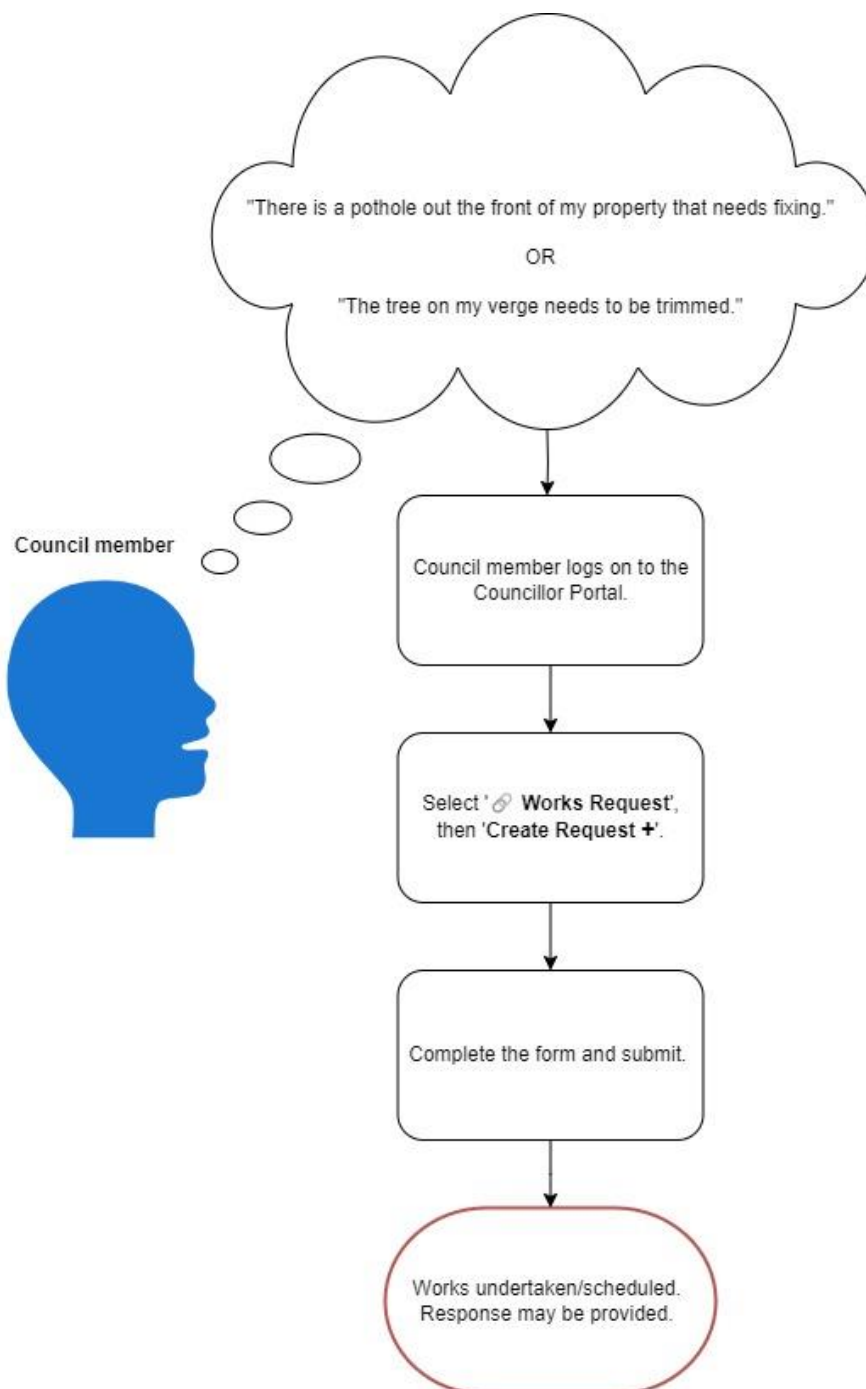 "There is a pothole out the front of my property that needs fixing."
OR
"The tree on my verge needs to be trimmed."
Council member
Council member logs on to the
Councillor Portal.
Select '🔗 Works Request',
then 'Create Request +'.
Complete the form and submit.
Works undertaken/scheduled.
Response may be provided.